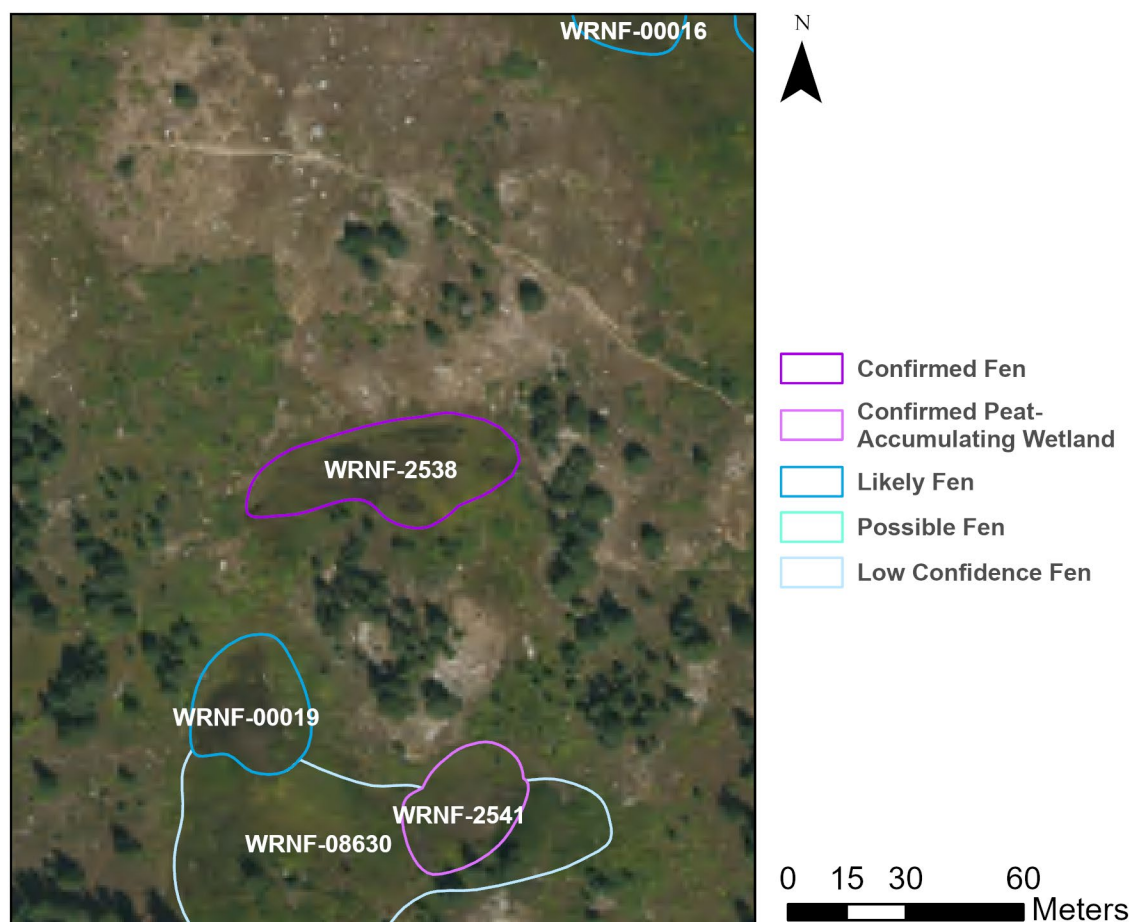 WRNF-00016
N
WRNF-2538
WRNF-00019
WRNF-2541
WRNF-08630
Confirmed Fen
Confirmed Peat-
Accumulating Wetland
Likely Fen
Possible Fen
Low Confidence Fen
0 15 30 60
Meters